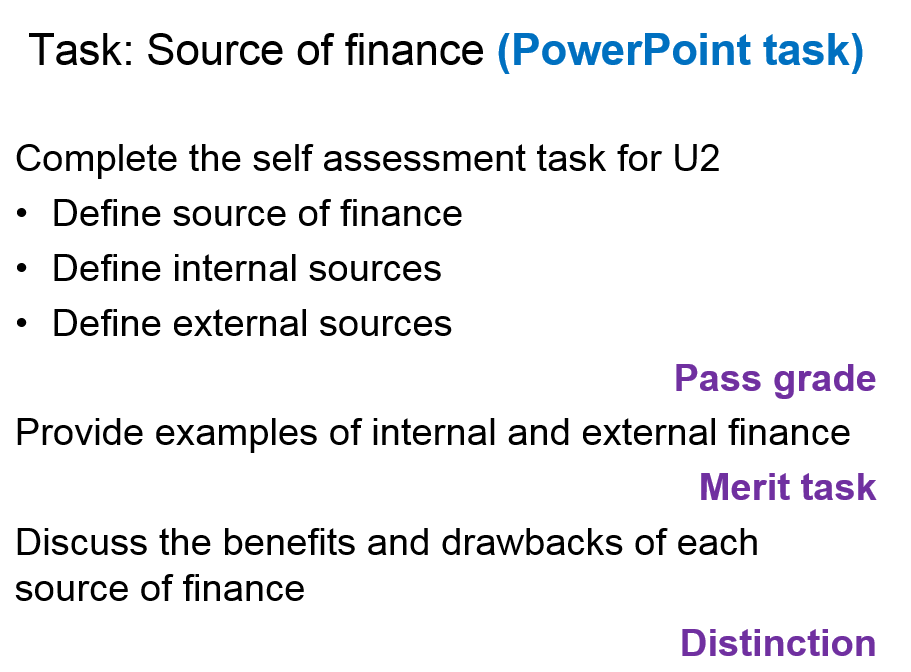 Task: Source of finance (PowerPoint task)
Complete the self assessment task for U2
• Define source of finance
• Define internal sources
• Define external sources
Pass grade
Provide examples of internal and external finance
Merit task
Discuss the benefits and drawbacks of each
source of finance
Distinction